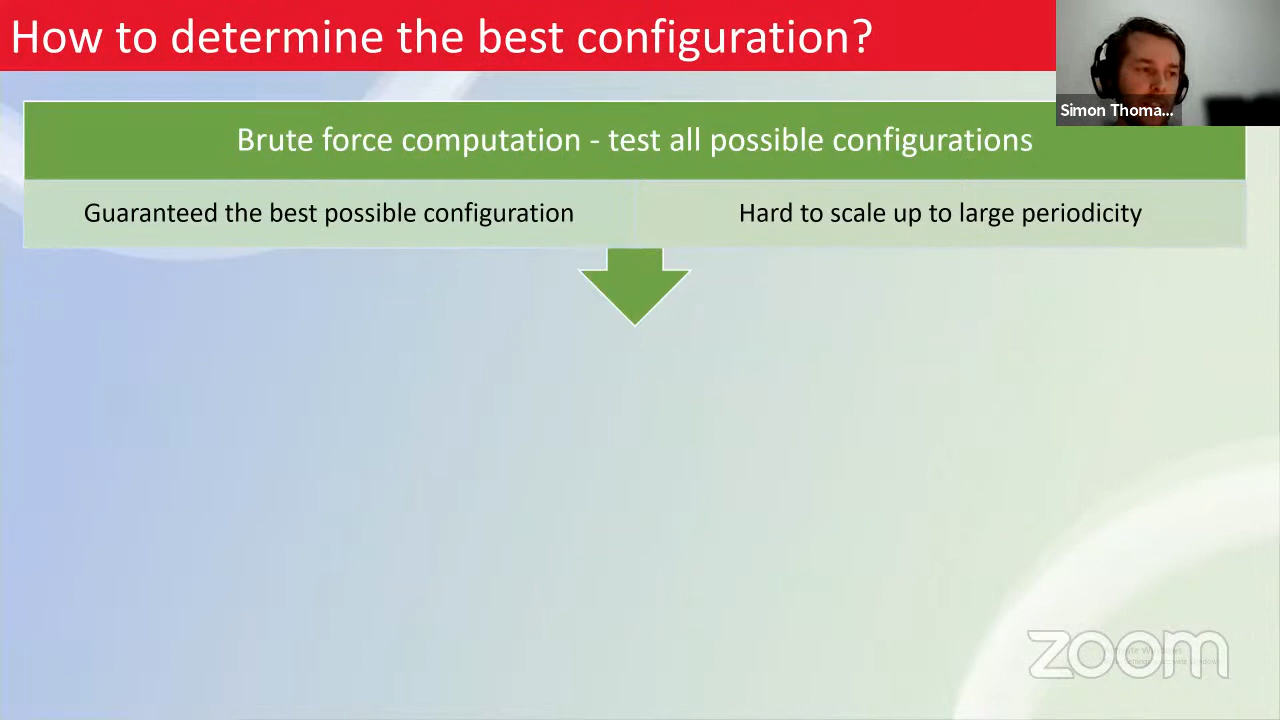 How to determine the best configuration?
Simon Thoma...
Brute force computation - test all possible configurations
Guaranteed the best possible configuration
Hard to scale up to large periodicity
zoom